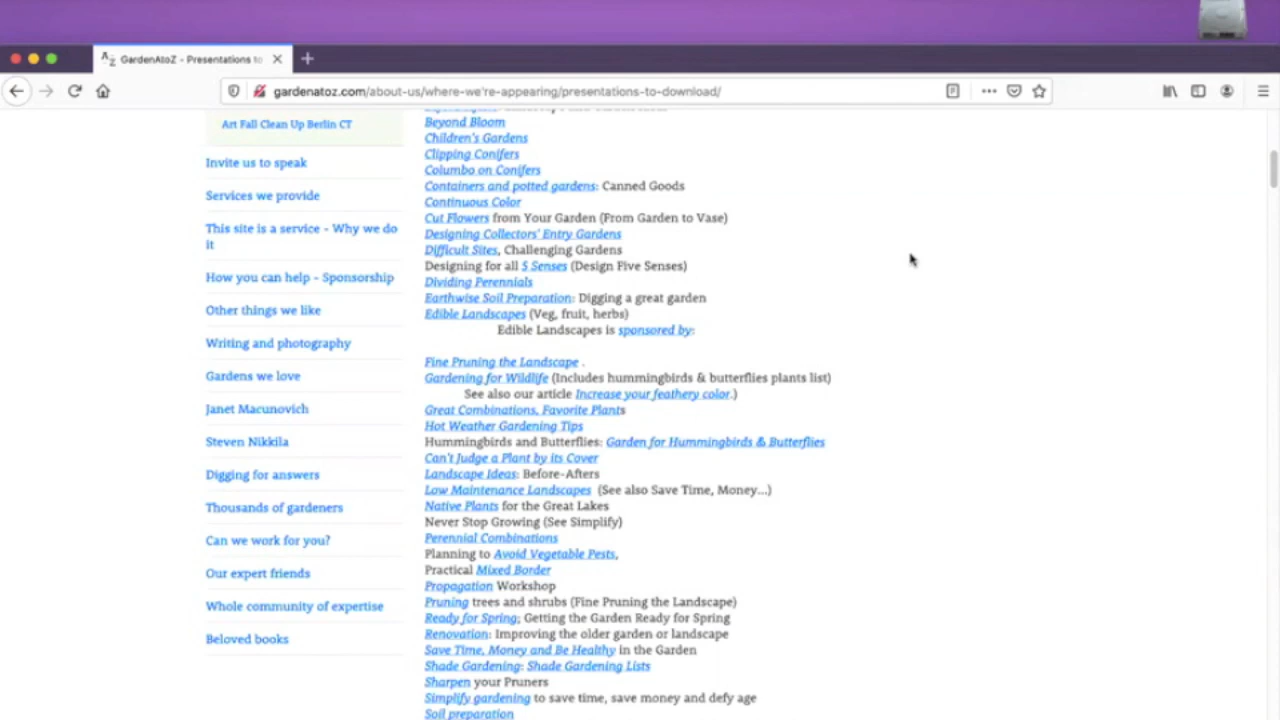 GardenAtoZ - Presentations to
gardenatoz.com/about-us/where-we're-appearing/presentations-to-download/
Art Fall Clean Up Berlin CT
Invite us to speak
Services we provide
This site is a service - Why we do
it
How you can help - Sponsorship
Other things we like
Writing and photography
Gardens we love
Janet Macunovich
Steven Nikkila
Digging for answers
Thousands of gardeners
Can we work for you?
Our expert friends
Whole community of expertise
Beloved books
Beyond Bloom
Children's Gardens
Clipping Conifers
Columbo on Conifers
Containers and potted gardens: Canned Goods
Continuous Color
Cut Flowers from Your Garden (From Garden to Vase)
Designing Collectors' Entry Gardens
Difficult Sites, Challenging Gardens
Designing for all 5 Senses (Design Five Senses)
Dividing Perennials
Earthwise Soil Preparation: Digging a great garden
Edible Landscapes (Veg, fruit, herbs)
Edible Landscapes is sponsored by:
Fine Pruning the Landscape .
Gardening for Wildlife (Includes hummingbirds & butterflies plants list)
See also our article Increase your feathery color.)
Great Combinations, Favorite Plants
Hot Weather Gardening Tips
Hummingbirds and Butterflies: Garden for Hummingbirds & Butterflies
Can't Judge a Plant by its Cover
Landscape Ideas: Before-Afters
Low Maintenance Landscapes (See also Save Time, Money...)
Native Plants for the Great Lakes
Never Stop Growing (See Simplify)
Perennial Combinations
Planning to Avoid Vegetable Pests,
Practical Mixed Border
Propagation Workshop
Pruning trees and shrubs (Fine Pruning the Landscape)
Ready for Spring; Getting the Garden Ready for Spring
Renovation: Improving the older garden or landscape
Save Time, Money and Be Healthy in the Garden
Shade Gardening: Shade Gardening Lists
Sharpen your Pruners
Simplify gardening to save time, save money and defy age
Soil preparation